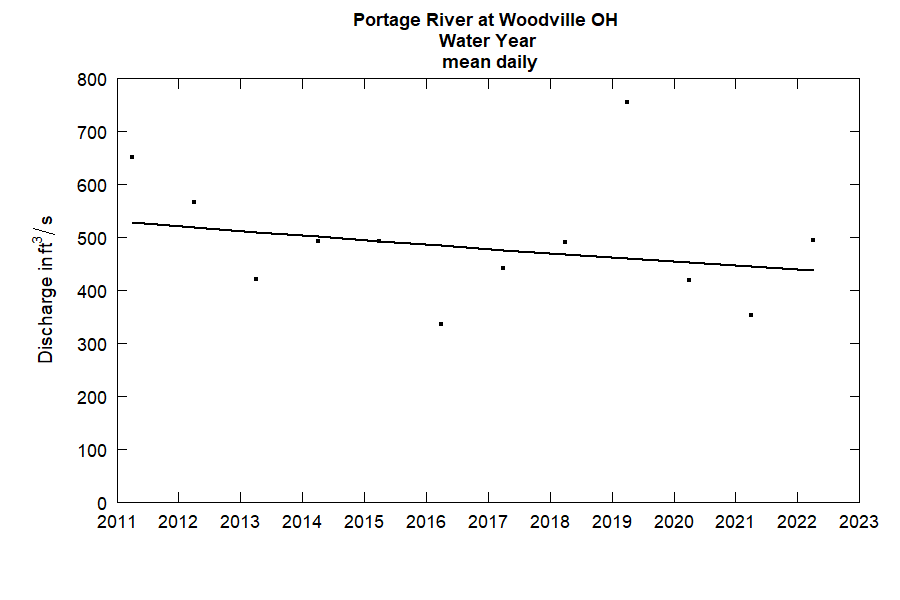 Portage River at Woodville OH
Water Year
mean daily
800
700
600
500
400
300
200
100
0
Discharge in ft³/ s
2011 2012 2013 2014 2015 2016 2017 2018 2019 2020 2021 2022 2023